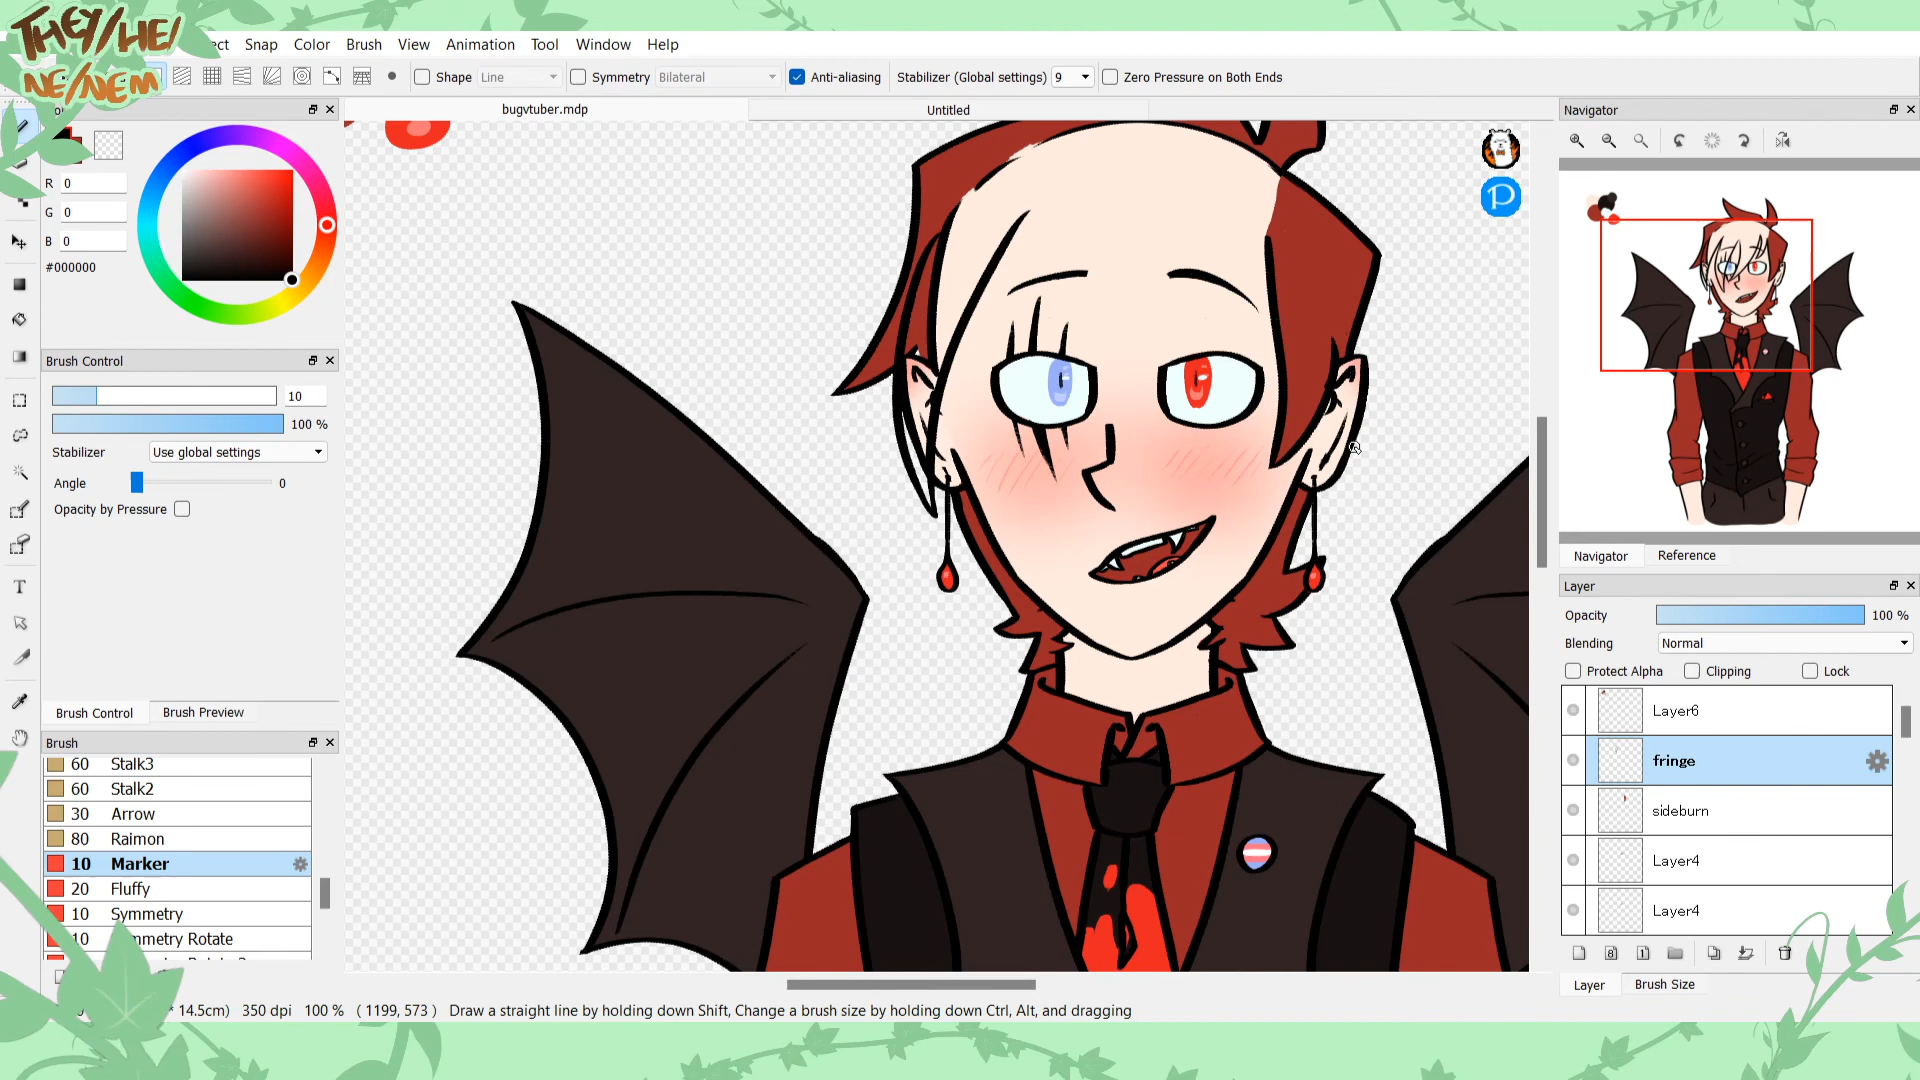 THEY/HE/
NE/NEM
Snap Color Brush View Animation Tool Window Help
Shape Line Symmetry Bilateral Anti-aliasing Stabilizer (Global settings) 9 Zero Pressure on Both Ends
bugvtuber.mdp
Untitled
Navigator
R 0
G 0
B 0
#000000
Brush Control
10
100 %
Stabilizer Use global settings
Angle 0
Opacity by Pressure
Brush Control Brush Preview
Brush
60 Stalk3
60 Stalk2
30 Arrow
80 Raimon
10 Marker
20 Fluffy
10 Symmetry
10 mmetry Rotate
P
Navigator Reference
Layer
Opacity 100 %
Blending Normal
Protect Alpha Clipping Lock
Layer6
fringe
sideburn
Layer4
Layer4
Layer Brush Size
* 14.5cm) 350 dpi 100 % ( 1199, 573 ) Draw a straight line by holding down Shift, Change a brush size by holding down Ctrl, Alt, and dragging